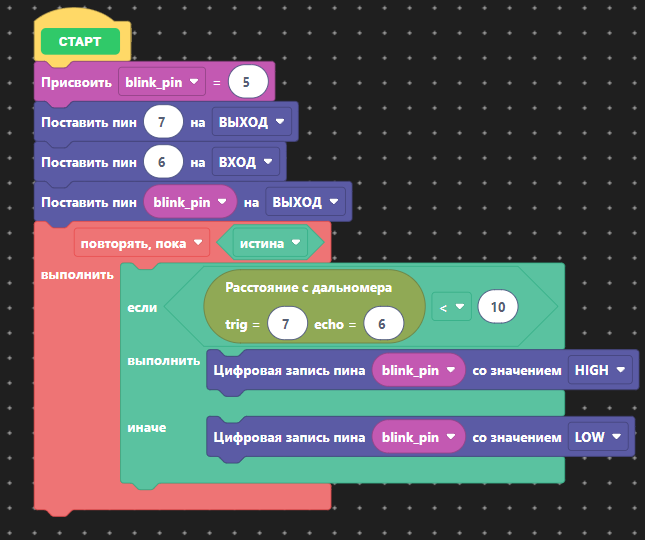 СТАРТ
Присвоить blink_pin = 5
Поставить пин 7 на ВЫХОД
Поставить пин 6 на ВХОД
Поставить пин blink_pin на ВЫХОД
повторять, пока истина
выполнить
если Расстояние с дальномера
trig = 7 echo = 6 < 10
выполнить Цифровая запись пина blink_pin со значением HIGH
иначе Цифровая запись пина blink_pin со значением LOW